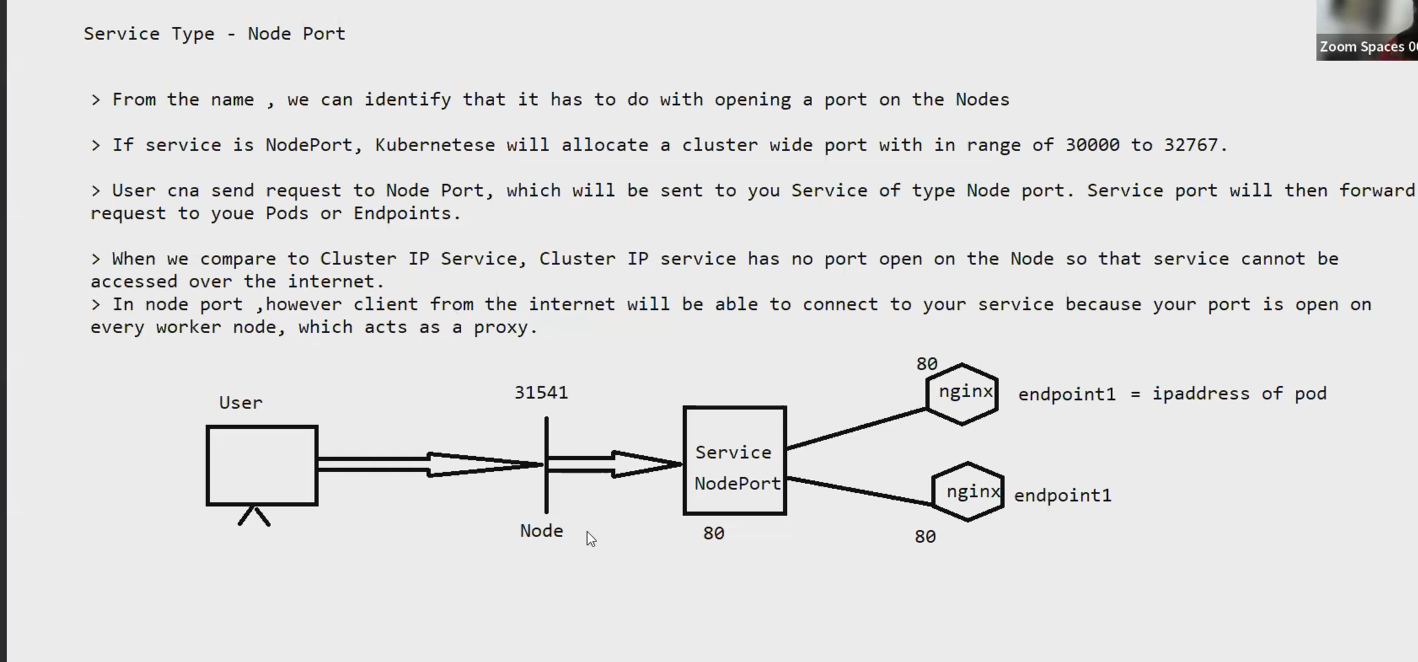 Service Type - Node Port
Zoom Spaces 0
> From the name , we can identify that it has to do with opening a port on the Nodes
> If service is NodePort, Kubernetese will allocate a cluster wide port with in range of 30000 to 32767.
> User cna send request to Node Port, which will be sent to you Service of type Node port. Service port will then forward
request to youe Pods or Endpoints.
> When we compare to Cluster IP Service, Cluster IP service has no port open on the Node so that service cannot be
accessed over the internet.
> In node port ,however client from the internet will be able to connect to your service because your port is open on
every worker node, which acts as a proxy.
80
31541
nginx
endpoint1 = ipaddress of pod
User
Service
NodePort
nginx
endpoint1
Node
80
80